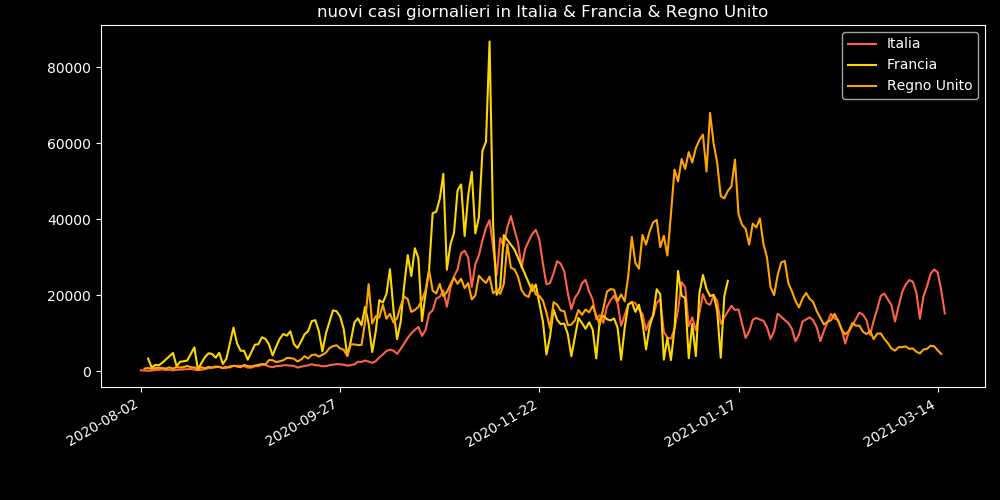 nuovi casi giornalieri in Italia & Francia & Regno Unito
Italia
Francia
Regno Unito
80000
60000
40000
20000
0
2020-08-02
2020-09-27
2020-11-22
2021-01-17
2021-03-14